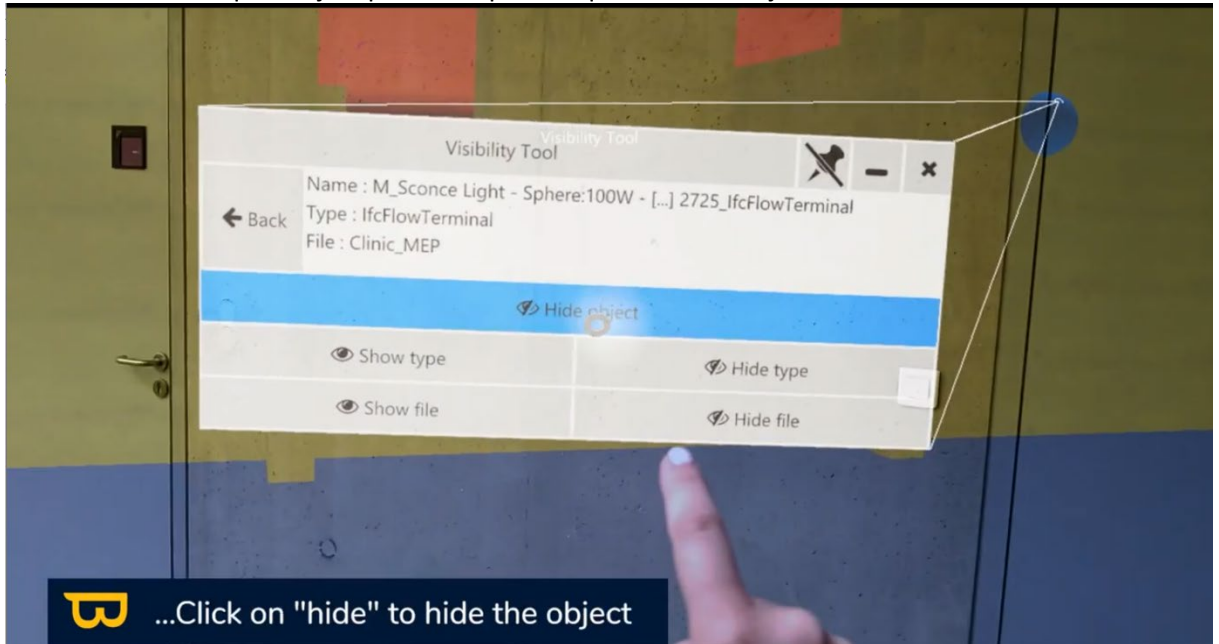 Visibility Tool
Visibility Tool
Name : M_Sconce Light - Sphere:100W - [...] 2725_IfcFlowTerminal
Back
Type : IfcFlowTerminal
File : Clinic_MEP
Hide object
Show type
Hide type
Show file
Hide file
...Click on "hide" to hide the object